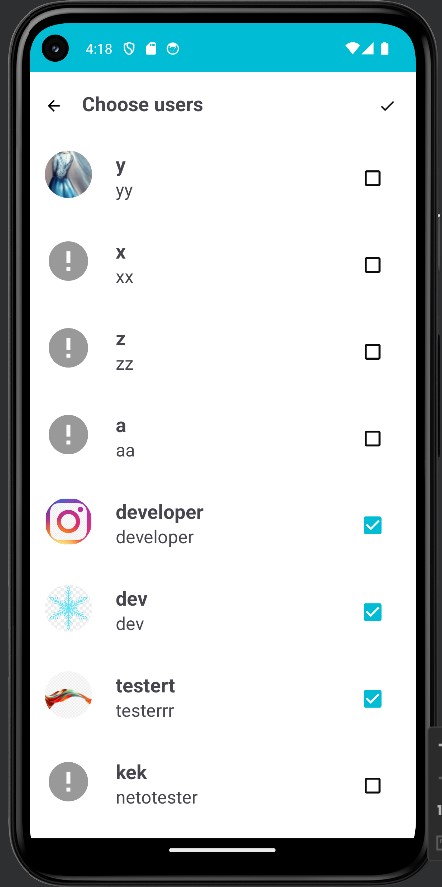 4:18
Choose users
y
yy
x
xx
z
zz
a
aa
developer
developer
dev
dev
testert
testerrr
kek
netotester